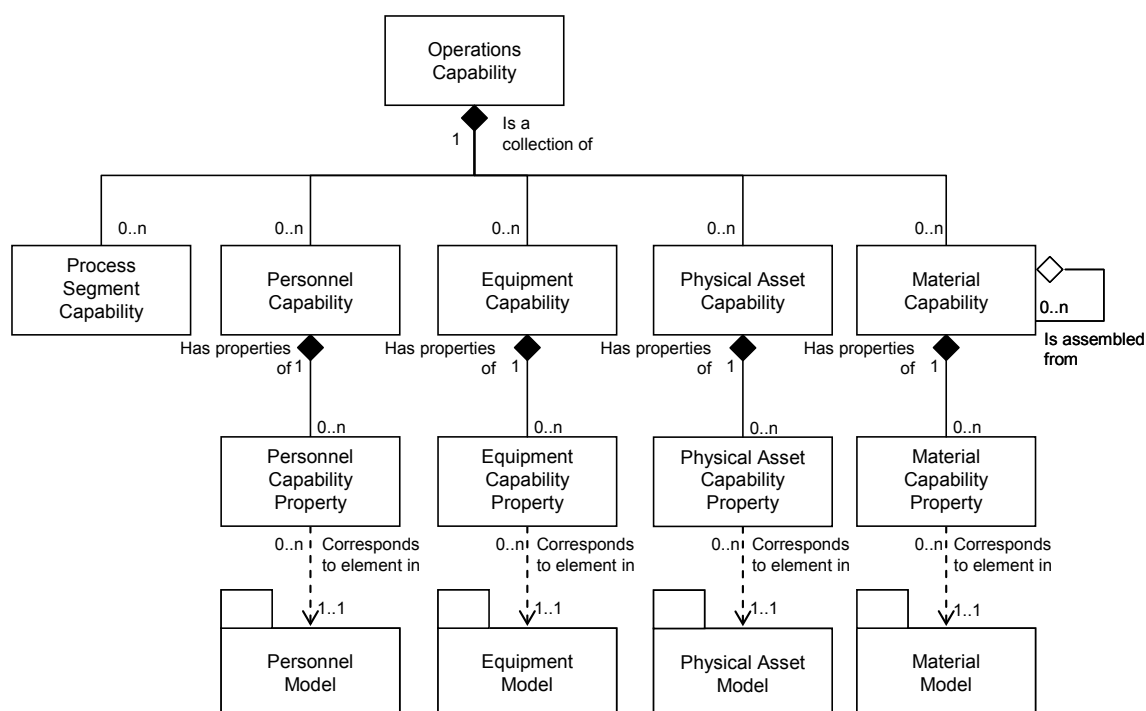 Operations
Capability
Is a
1
collection of
0..n
0..n
0..n
0..n
0..n
Process
Segment
Capability
Personnel
Capability
Equipment
Capability
Physical Asset
Capability
Material
Capability
0..n
Is assembled
from
Has properties
of 1
Has properties
of 1
Has properties
of 1
Has properties
of 1
0..n
0..n
0..n
0..n
Personnel
Capability
Property
Equipment
Capability
Property
Physical Asset
Capability
Property
Material
Capability
Property
0..n Corresponds
to element in
0..n Corresponds
to element in
0..n Corresponds
to element in
0..n Corresponds
to element in
1..1
1..1
1..1
1..1
Personnel
Model
Equipment
Model
Physical Asset
Model
Material
Model